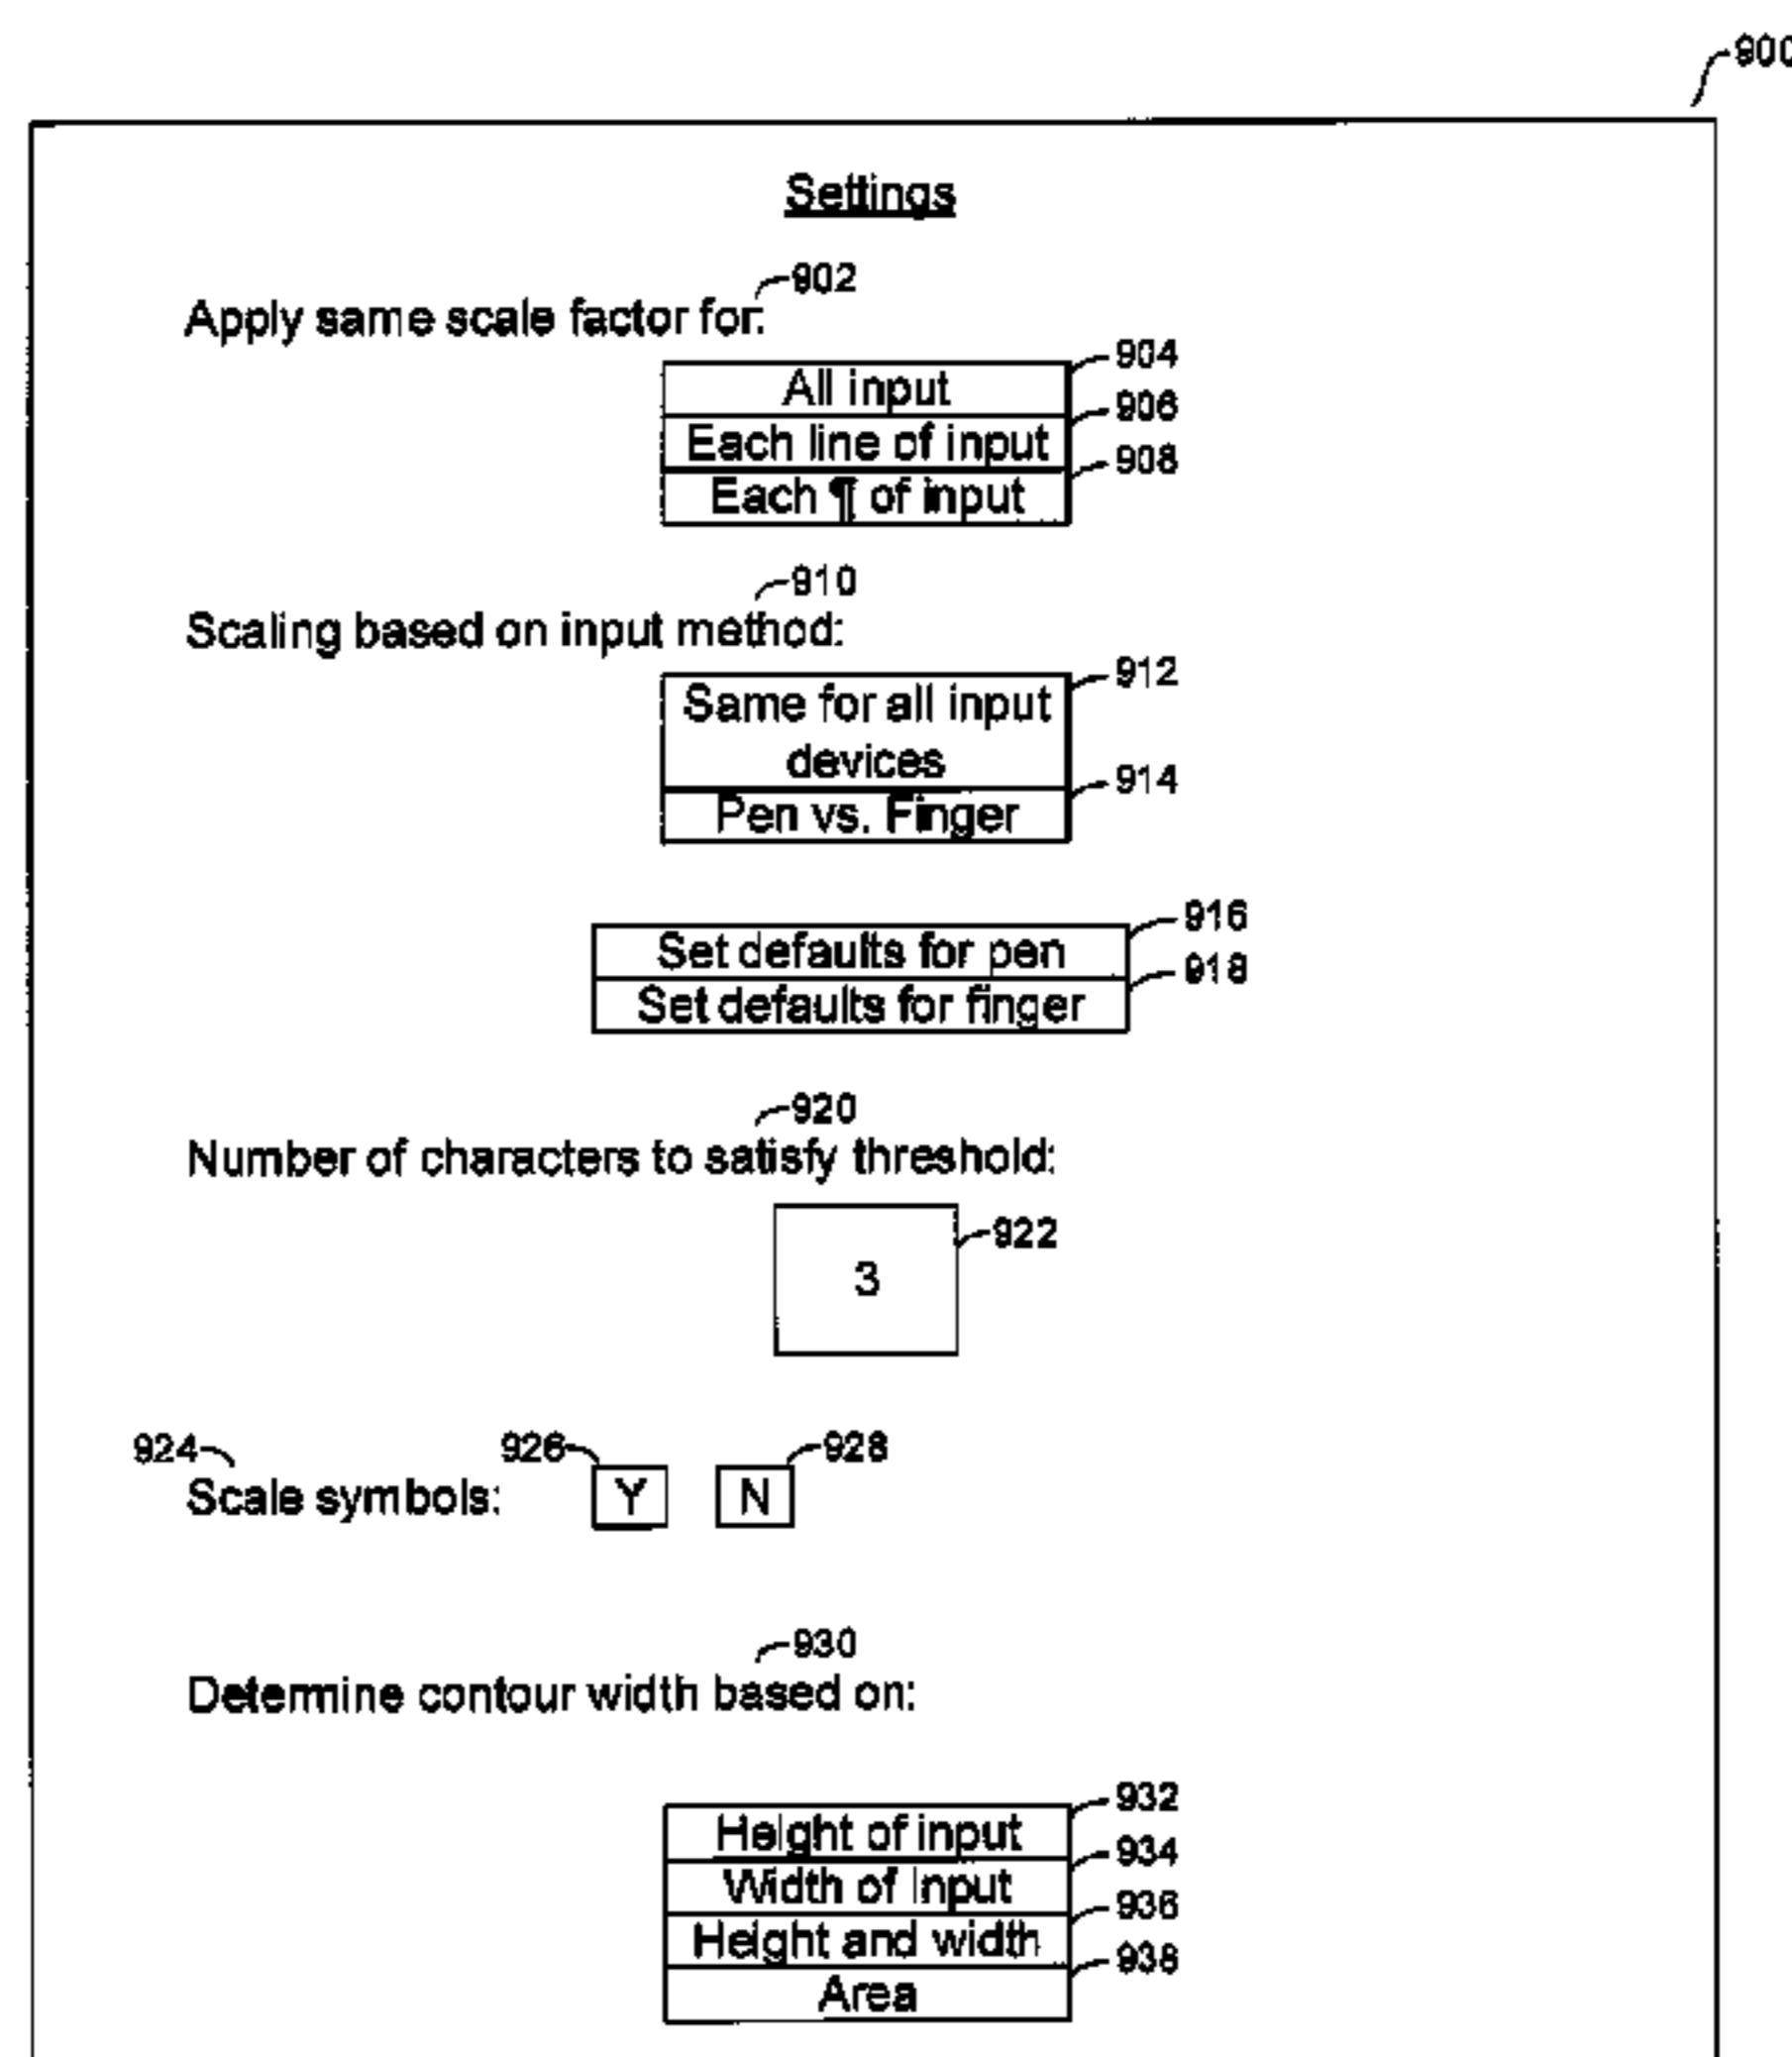 900
Settings
902
Apply same scale factor for:
904
All input
906
Each line of input
908
Each ¶ of input
910
Scaling based on input method:
912
Same for all input
devices
914
Pen vs. Finger
916
Set defaults for pen
918
Set defaults for finger
920
Number of characters to satisfy threshold:
922
3
924 926 928
Scale symbols: Y N
930
Determine contour width based on:
932
Height of input
934
Width of input
936
Height and width
938
Area